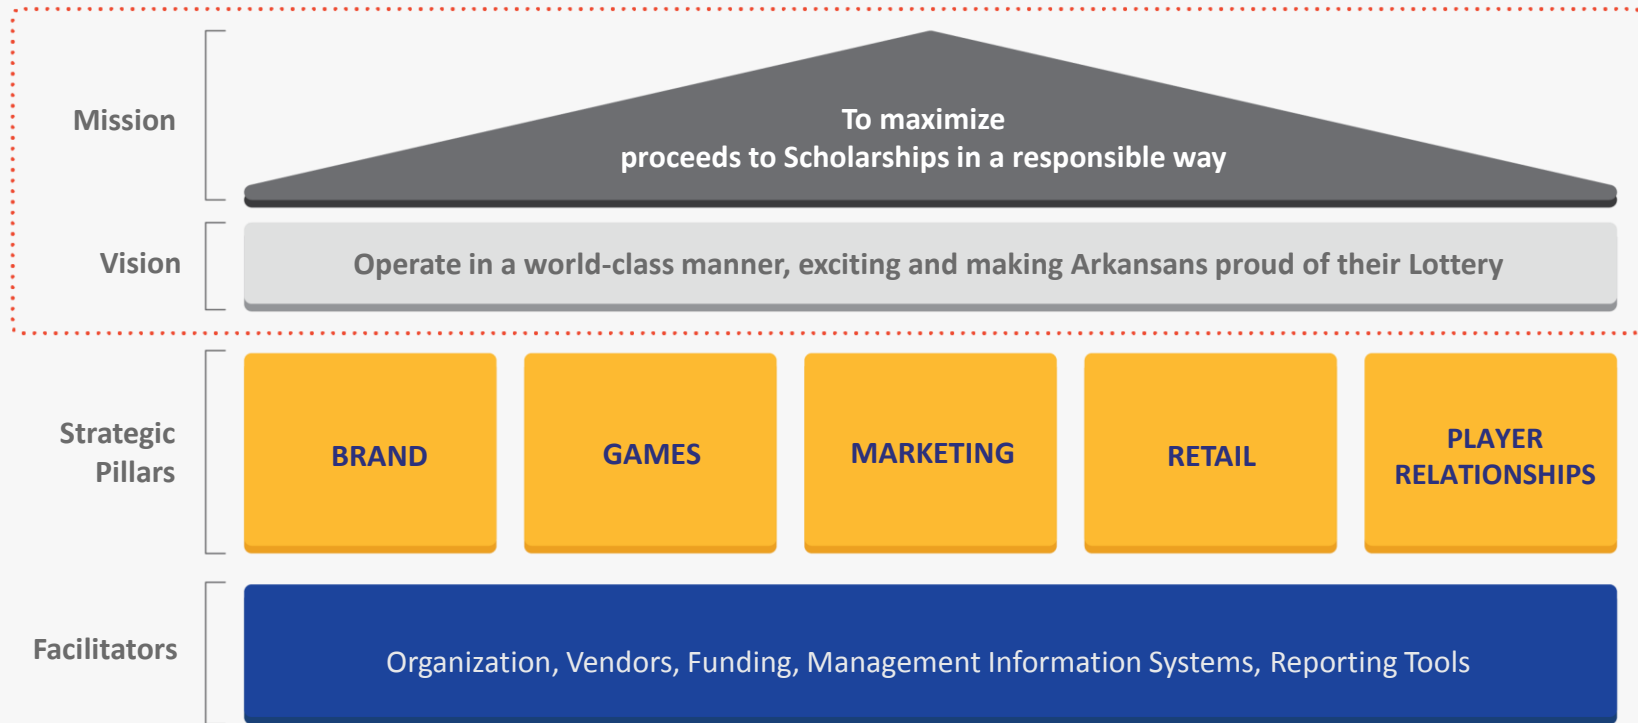 Mission
To maximize
proceeds to Scholarships in a responsible way
Vision
Operate in a world-class manner, exciting and making Arkansans proud of their Lottery
Strategic
Pillars
BRAND
GAMES
MARKETING
RETAIL
PLAYER
RELATIONSHIPS
Facilitators
Organization, Vendors, Funding, Management Information Systems, Reporting Tools